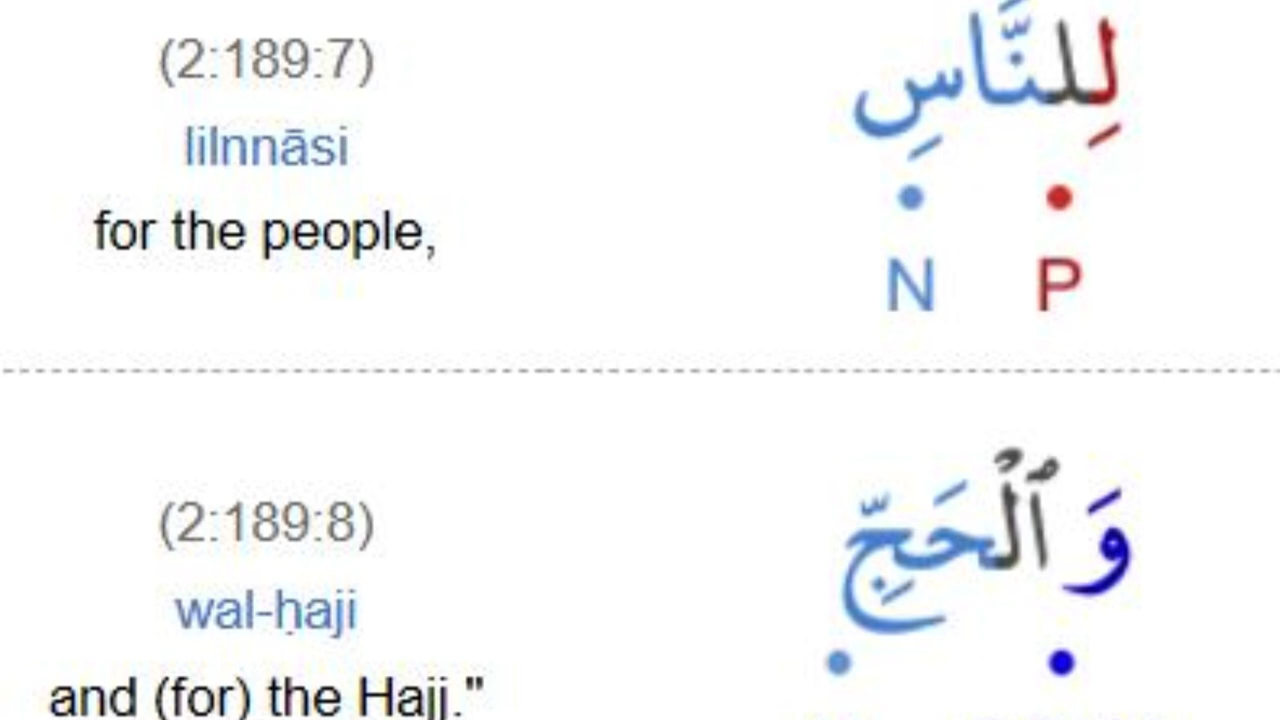 (2:189:7)
lilnnāsi
for the people,
لِلنَّاسِ
N P
(2:189:8)
wal-ḥaji
and (for) the Hajj."
وَٱلْحَجِّ